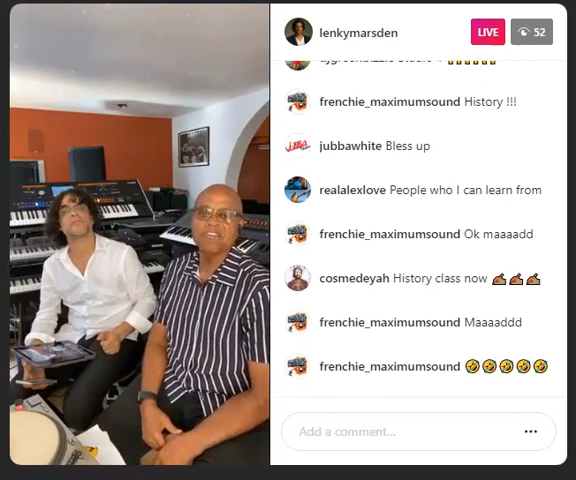 lenkymarsden
LIVE
52
frenchie_maximumsound History !!!
jubbawhite Bless up
realalexlove People who I can learn from
frenchie_maximumsound Ok maaaadd
cosmedeyah History class now ✍🏾✍🏾✍🏾
frenchie_maximumsound Maaaaddd
frenchie_maximumsound 🤣🤣🤣🤣🤣
Add a comment...